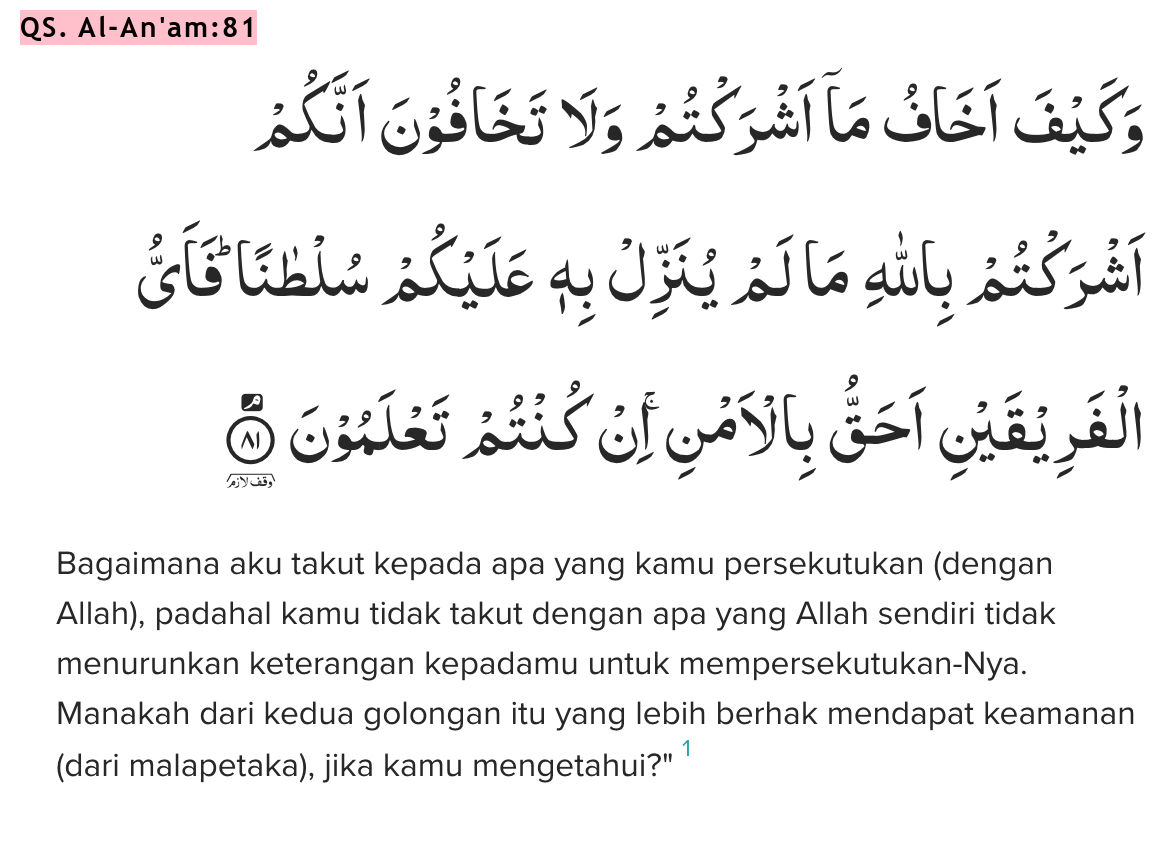 QS. Al-An'am:81
وَكَيْفَ اَخَافُ مَآ اَشْرَكْتُمْ وَلَا تَخَافُوْنَ اَنَّكُمْ
اَشْرَكْتُمْ بِاللّٰهِ مَا لَمْ يُنَزِّلْ بِهٖ عَلَيْكُمْ سُلْطٰنًا ۗفَاَيُّ
الْفَرِيْقَيْنِ اَحَقُّ بِالْاَمْنِۚ اِنْ كُنْتُمْ تَعْلَمُوْنَ ۘ ٨١
وقف لازم
Bagaimana aku takut kepada apa yang kamu persekutukan (dengan
Allah), padahal kamu tidak takut dengan apa yang Allah sendiri tidak
menurunkan keterangan kepadamu untuk mempersekutukan-Nya.
Manakah dari kedua golongan itu yang lebih berhak mendapat keamanan
(dari malapetaka), jika kamu mengetahui?" 1